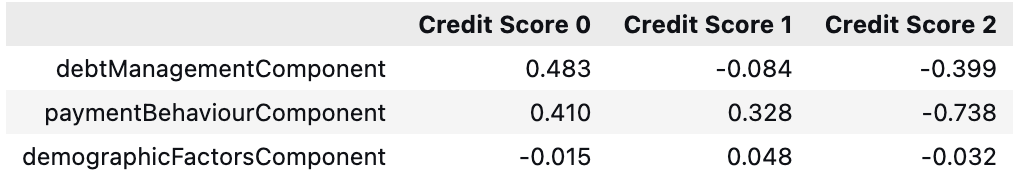 Credit Score 0 Credit Score 1 Credit Score 2
debtManagementComponent 0.483 -0.084 -0.399
paymentBehaviourComponent 0.410 0.328 -0.738
demographicFactorsComponent -0.015 0.048 -0.032